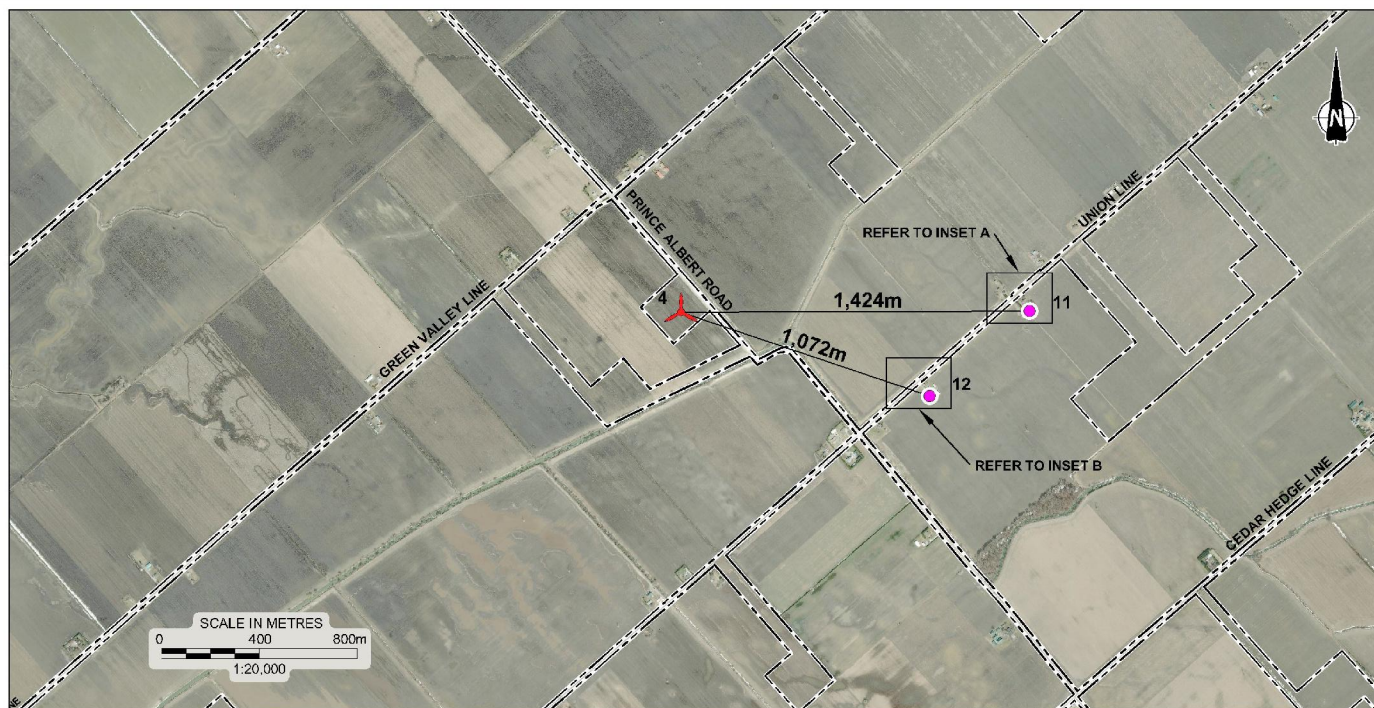 N
UNION LINE
PRINCE ALBERT ROAD
REFER TO INSET A
4
1,424m
11
GREEN VALLEY LINE
1,072m
12
REFER TO INSET B
CEDAR HEDGE LINE
SCALE IN METRES
0 400 800m
1:20,000
NE